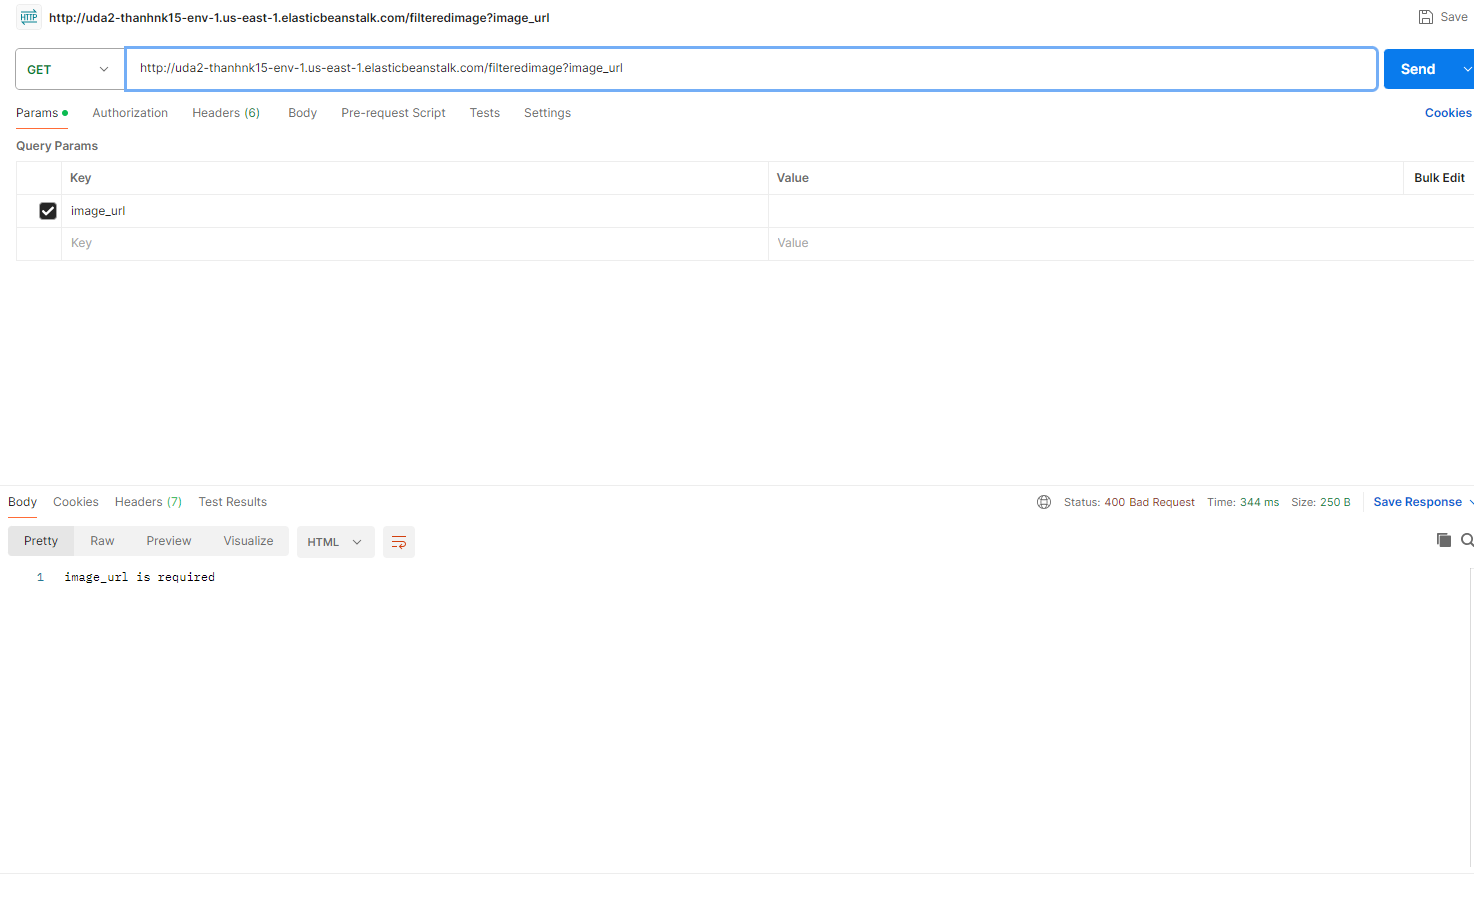 HTTP http://uda2-thanhnk15-env-1.us-east-1.elasticbeanstalk.com/filteredimage?image_url Save
GET http://uda2-thanhnk15-env-1.us-east-1.elasticbeanstalk.com/filteredimage?image_url Send
Params Authorization Headers (6) Body Pre-request Script Tests Settings Cookies
Query Params
Key Value Bulk Edit
image_url
Key Value
Body Cookies Headers (7) Test Results Status: 400 Bad Request Time: 344 ms Size: 250 B Save Response
Pretty Raw Preview Visualize HTML
1 image_url is required